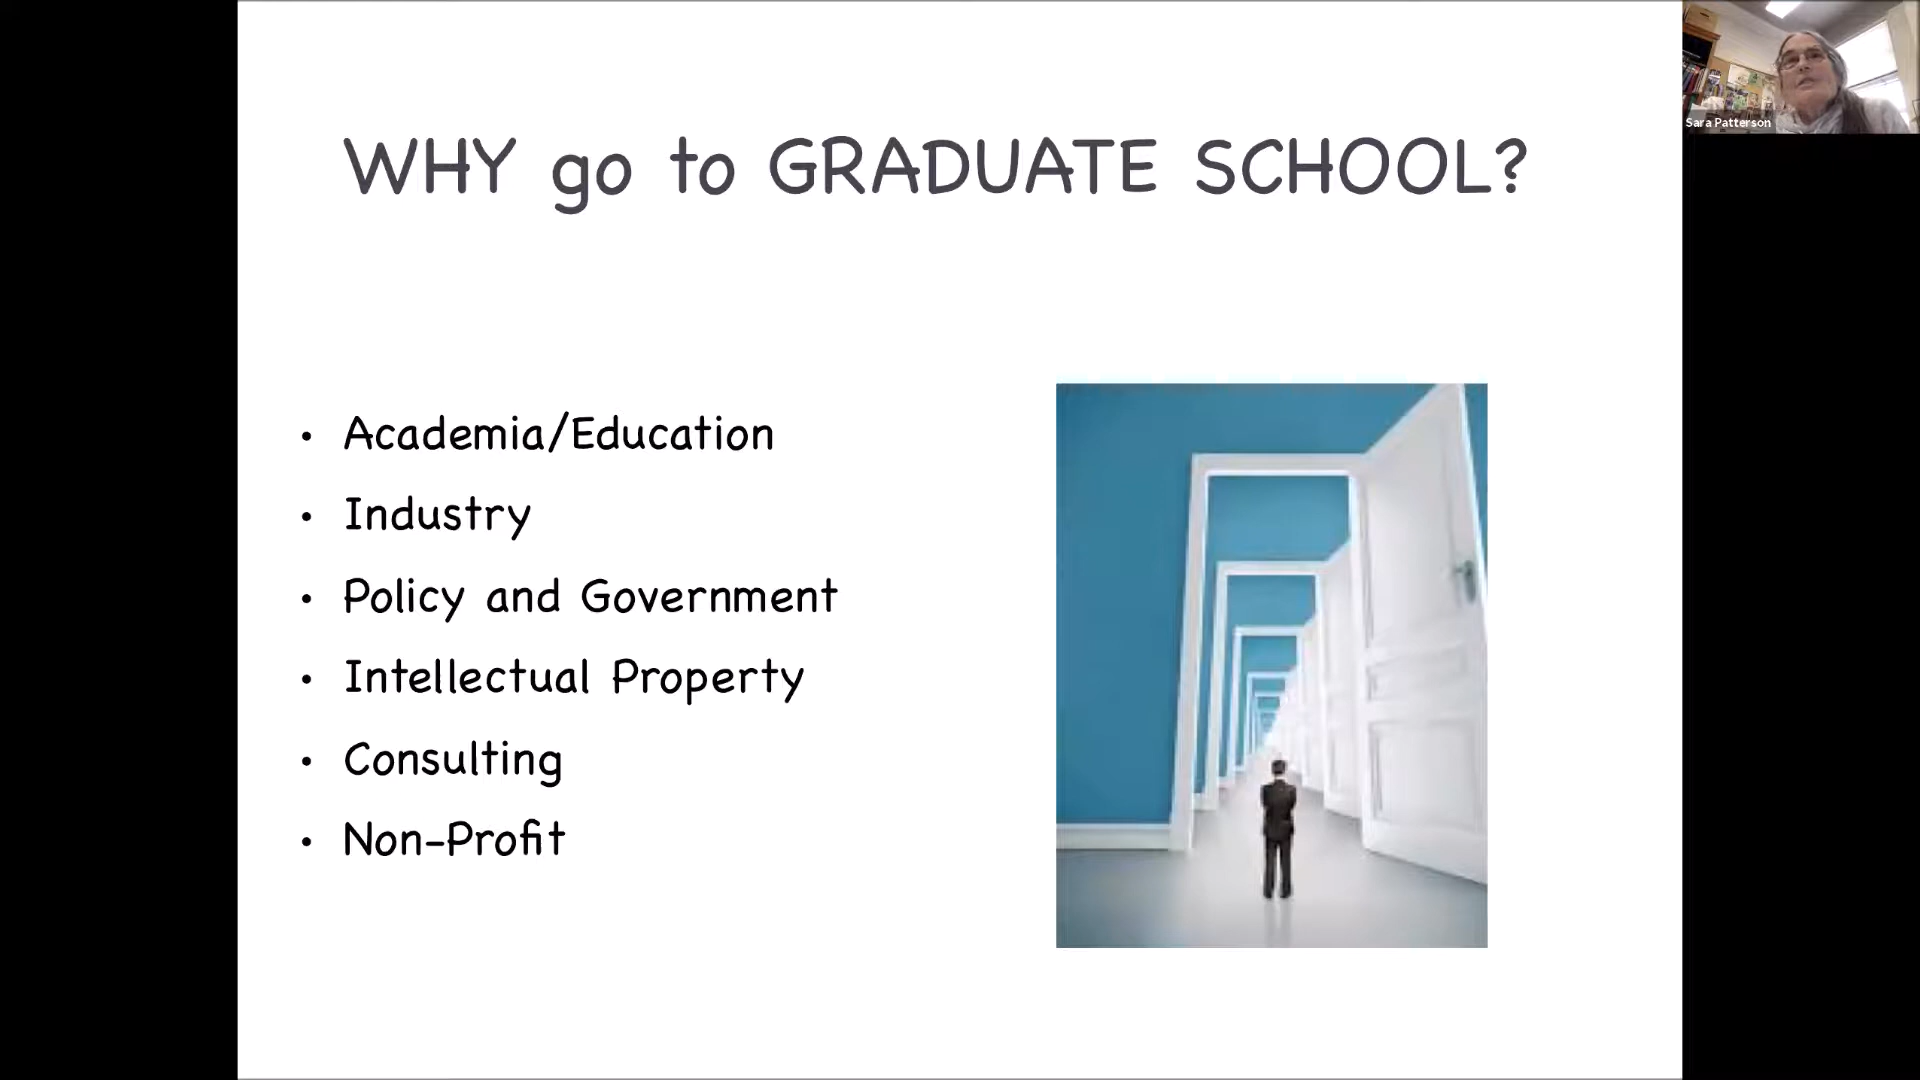 WHY go to GRADUATE SCHOOL?
• Academia/Education
• Industry
• Policy and Government
• Intellectual Property
• Consulting
• Non-Profit
Sara Patterson